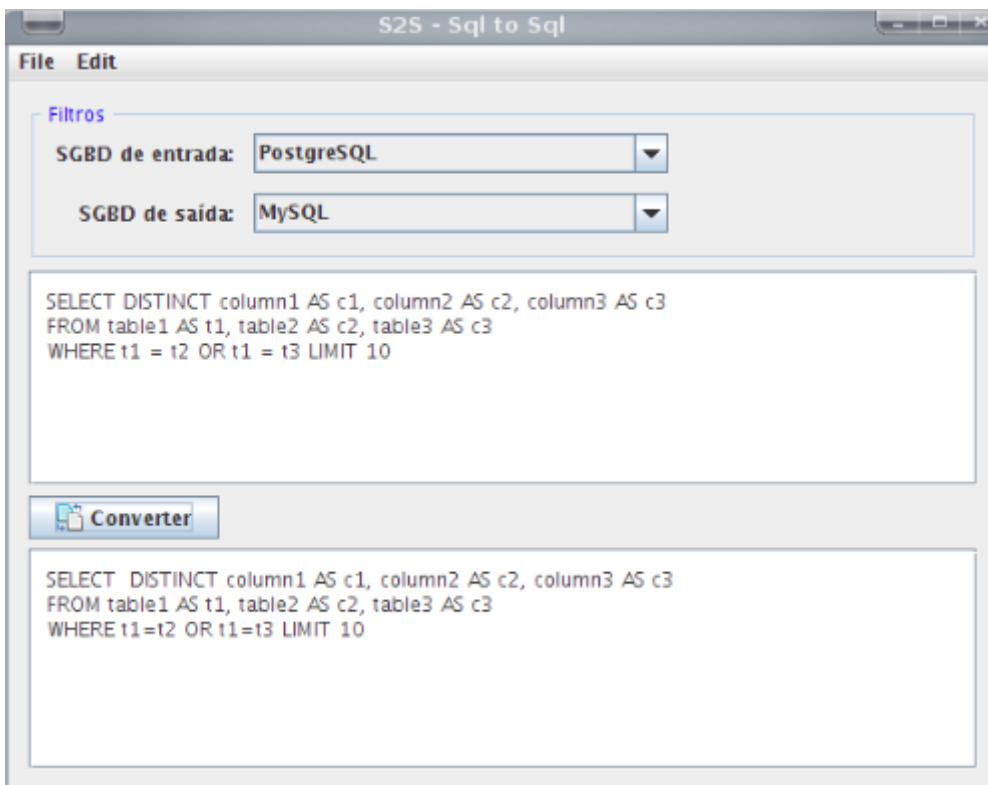 S2S - Sql to Sql
File Edit
Filtros
SGBD de entrada: PostgreSQL
SGBD de saída: MySQL
SELECT DISTINCT column1 AS c1, column2 AS c2, column3 AS c3
FROM table1 AS t1, table2 AS c2, table3 AS c3
WHERE t1 = t2 OR t1 = t3 LIMIT 10
Converter
SELECT  DISTINCT column1 AS c1, column2 AS c2, column3 AS c3
FROM table1 AS t1, table2 AS c2, table3 AS c3
WHERE t1=t2 OR t1=t3 LIMIT 10